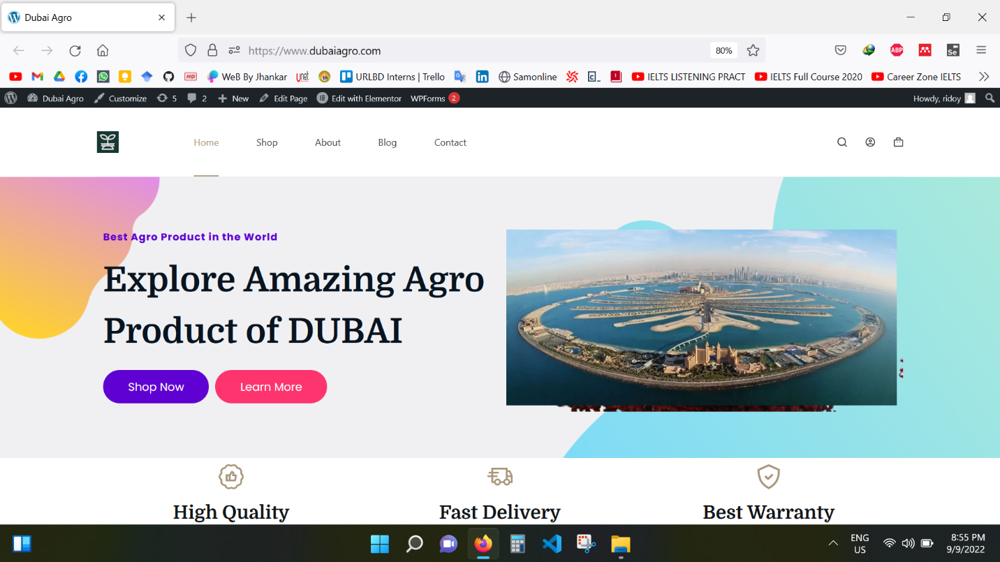 Dubai Agro
https://www.dubaiagro.com
80%
ABP
Se
HD
WeB By Jhankar
URLBD Interns | Trello
Samonline
IELTS LISTENING PRACT
IELTS Full Course 2020
Career Zone IELTS
Dubai Agro
Customize
5
2
New
Edit Page
Edit with Elementor
WPForms 2
Howdy, ridoy
Home
Shop
About
Blog
Contact
Best Agro Product in the World
Explore Amazing Agro
Product of DUBAI
Shop Now
Learn More
High Quality
Fast Delivery
Best Warranty
ENG
US
8:55 PM
9/9/2022